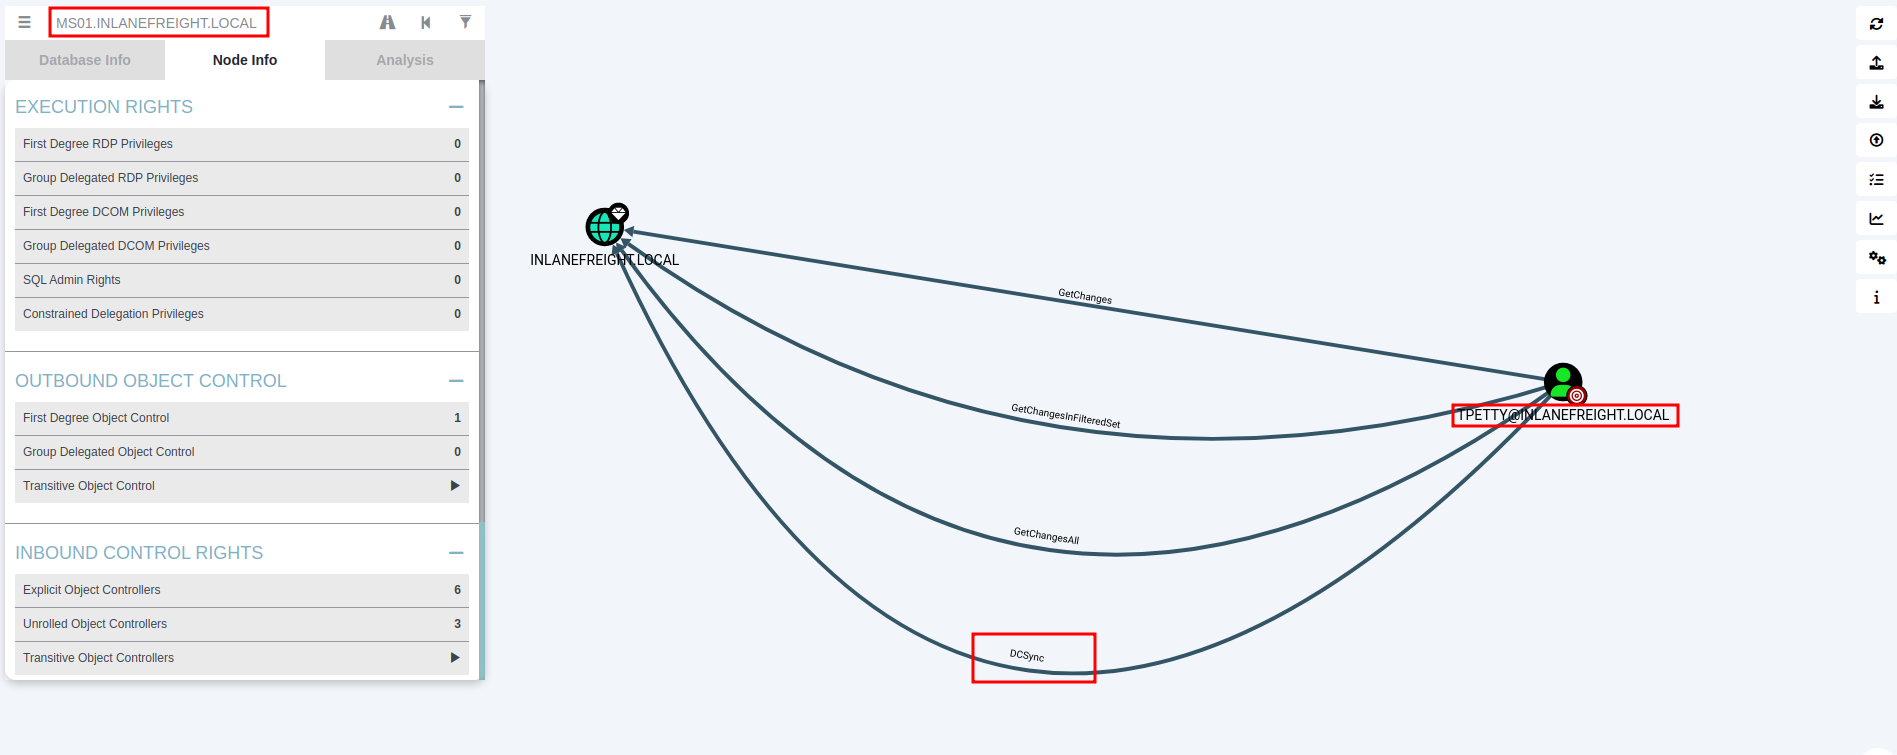 MS01.INLANEFREIGHT.LOCAL
Database Info
Node Info
Analysis
EXECUTION RIGHTS
First Degree RDP Privileges 0
Group Delegated RDP Privileges 0
First Degree DCOM Privileges 0
Group Delegated DCOM Privileges 0
SQL Admin Rights 0
Constrained Delegation Privileges 0
OUTBOUND OBJECT CONTROL
First Degree Object Control 1
Group Delegated Object Control 0
Transitive Object Control
INBOUND CONTROL RIGHTS
Explicit Object Controllers 6
Unrolled Object Controllers 3
Transitive Object Controllers
INLANEFREIGHT.LOCAL
GetChanges
GetChangesInFilteredSet
TPETTY@INLANEFREIGHT.LOCAL
GetChangesAll
DCSync